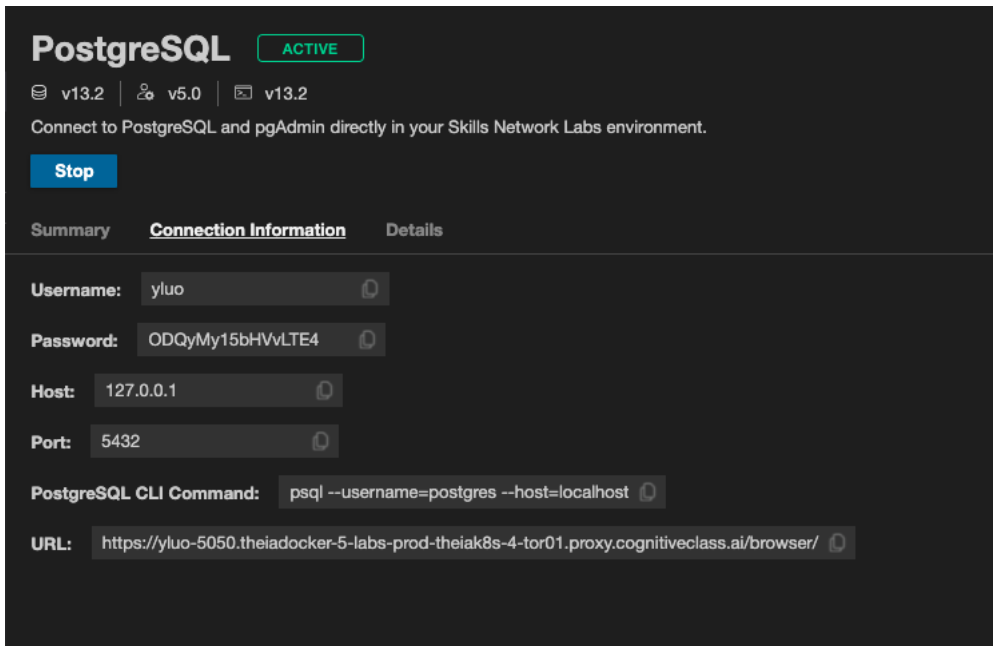 PostgreSQL ACTIVE
v13.2 v5.0 v13.2
Connect to PostgreSQL and pgAdmin directly in your Skills Network Labs environment.
Stop
Summary Connection Information Details
Username: yluo
Password: ODQyMy15bHVvLTE4
Host: 127.0.0.1
Port: 5432
PostgreSQL CLI Command: psql --username=postgres --host=localhost
URL: https://yluo-5050.theiadocker-5-labs-prod-theiak8s-4-tor01.proxy.cognitiveclass.ai/browser/